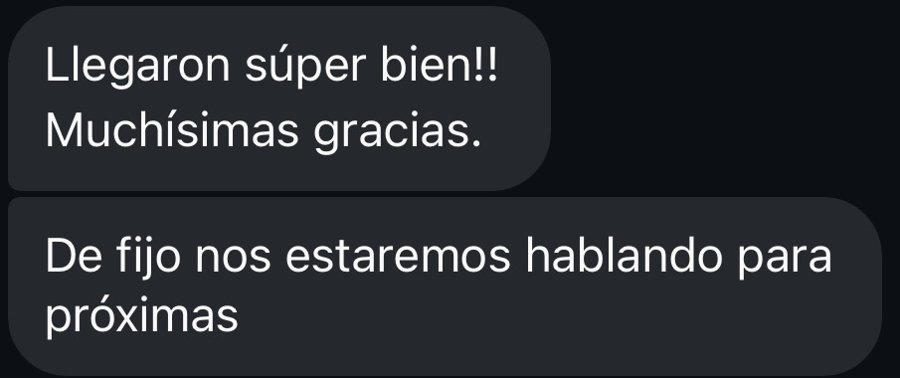 Llegaron súper bien!!
Muchísimas gracias.
De fijo nos estaremos hablando para
próximas